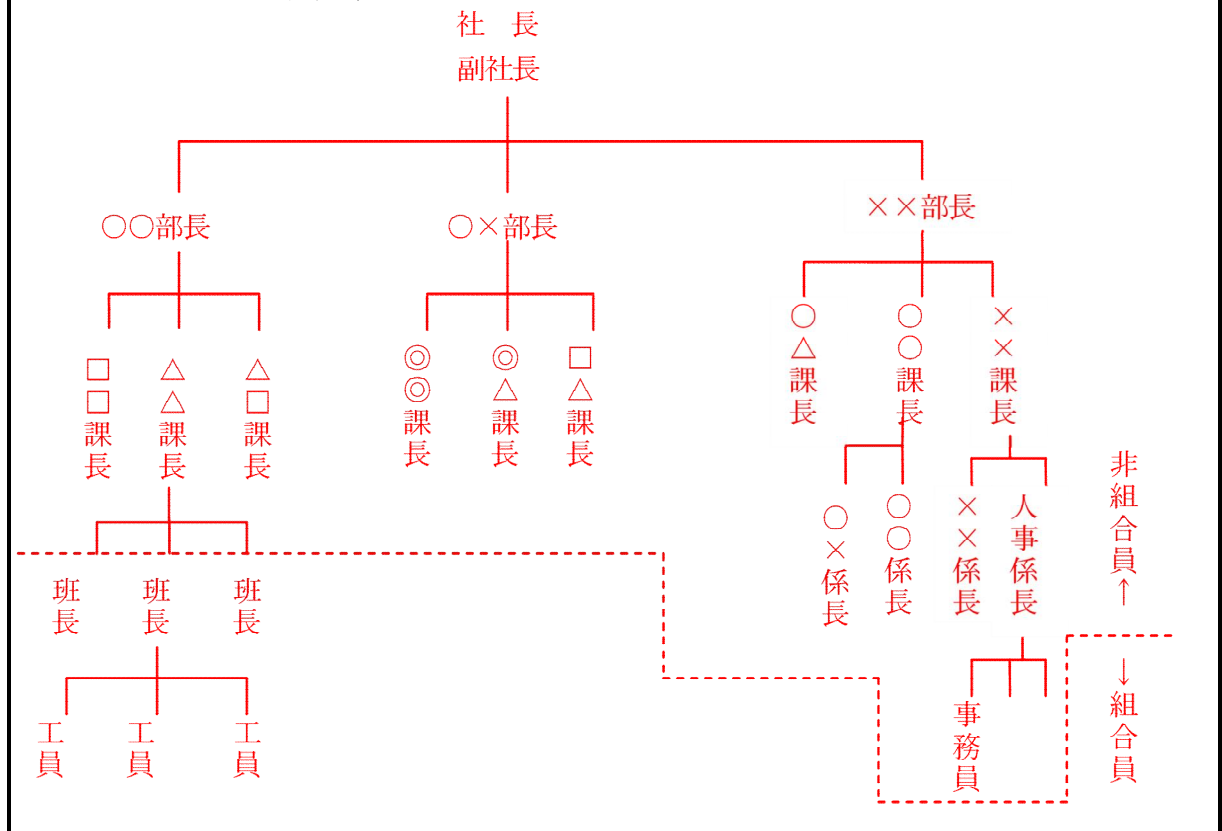 社　長
副社長
○○部長
○×部長
××部長
□□課長
△△課長
△□課長
◎◎課長
◎△課長
□△課長
○△課長
○○課長
××課長
○×係長
○○係長
××係長
人事係長
非組合員↑
班長
班長
班長
↓組合員
工員
工員
工員
事務員